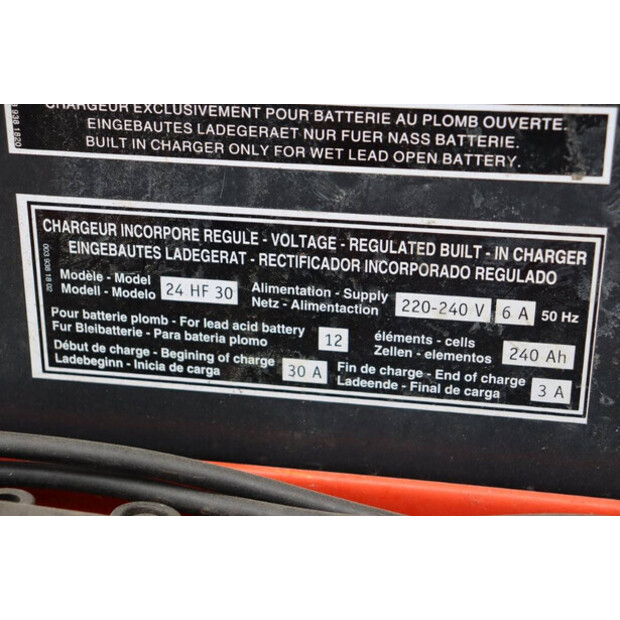 CHARGEUR EXCLUSIVEMENT POUR BATTERIE AU PLOMB OUVERTE.
EINGEBAUTES LADEGERAET NUR FUER NASS BATTERIE.
BUILT IN CHARGER ONLY FOR WET LEAD OPEN BATTERY.
CHARGEUR INCORPORE REGULE - VOLTAGE - REGULATED BUILT - IN CHARGER
EINGEBAUTES LADEGERAT - RECTIFICADOR INCORPORADO REGULADO
003 938 18 02
Modèle - Model
Modell - Modelo
24 HF 30
Alimentation - Supply
Netz - Alimentaction
220-240 V
6 A
50 Hz
Pour batterie plomb - For lead acid battery
Fur Bleibatterie - Para bateria plomo
12
éléments - cells
Zellen - elementos
240 Ah
Début de charge - Begining of charge
Ladebeginn - Inicia de carga
30 A
Fin de charge - End of charge
Ladeende - Final de carga
3 A